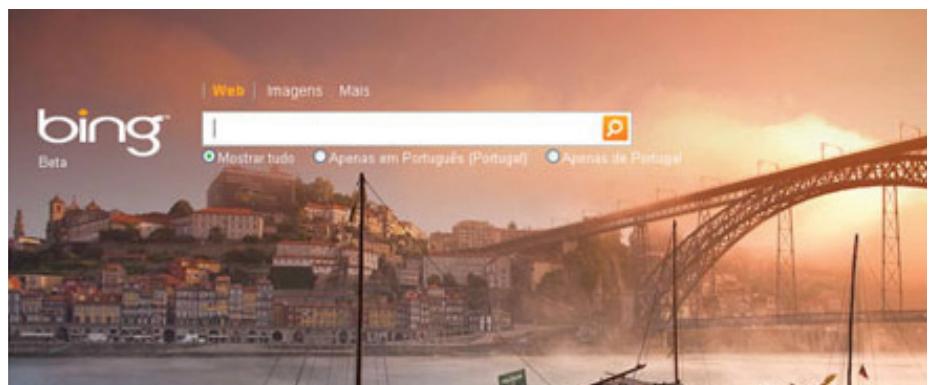 Web Imagens Mais
bing
Beta
Mostrar tudo Apenas em Português (Portugal) Apenas de Portugal